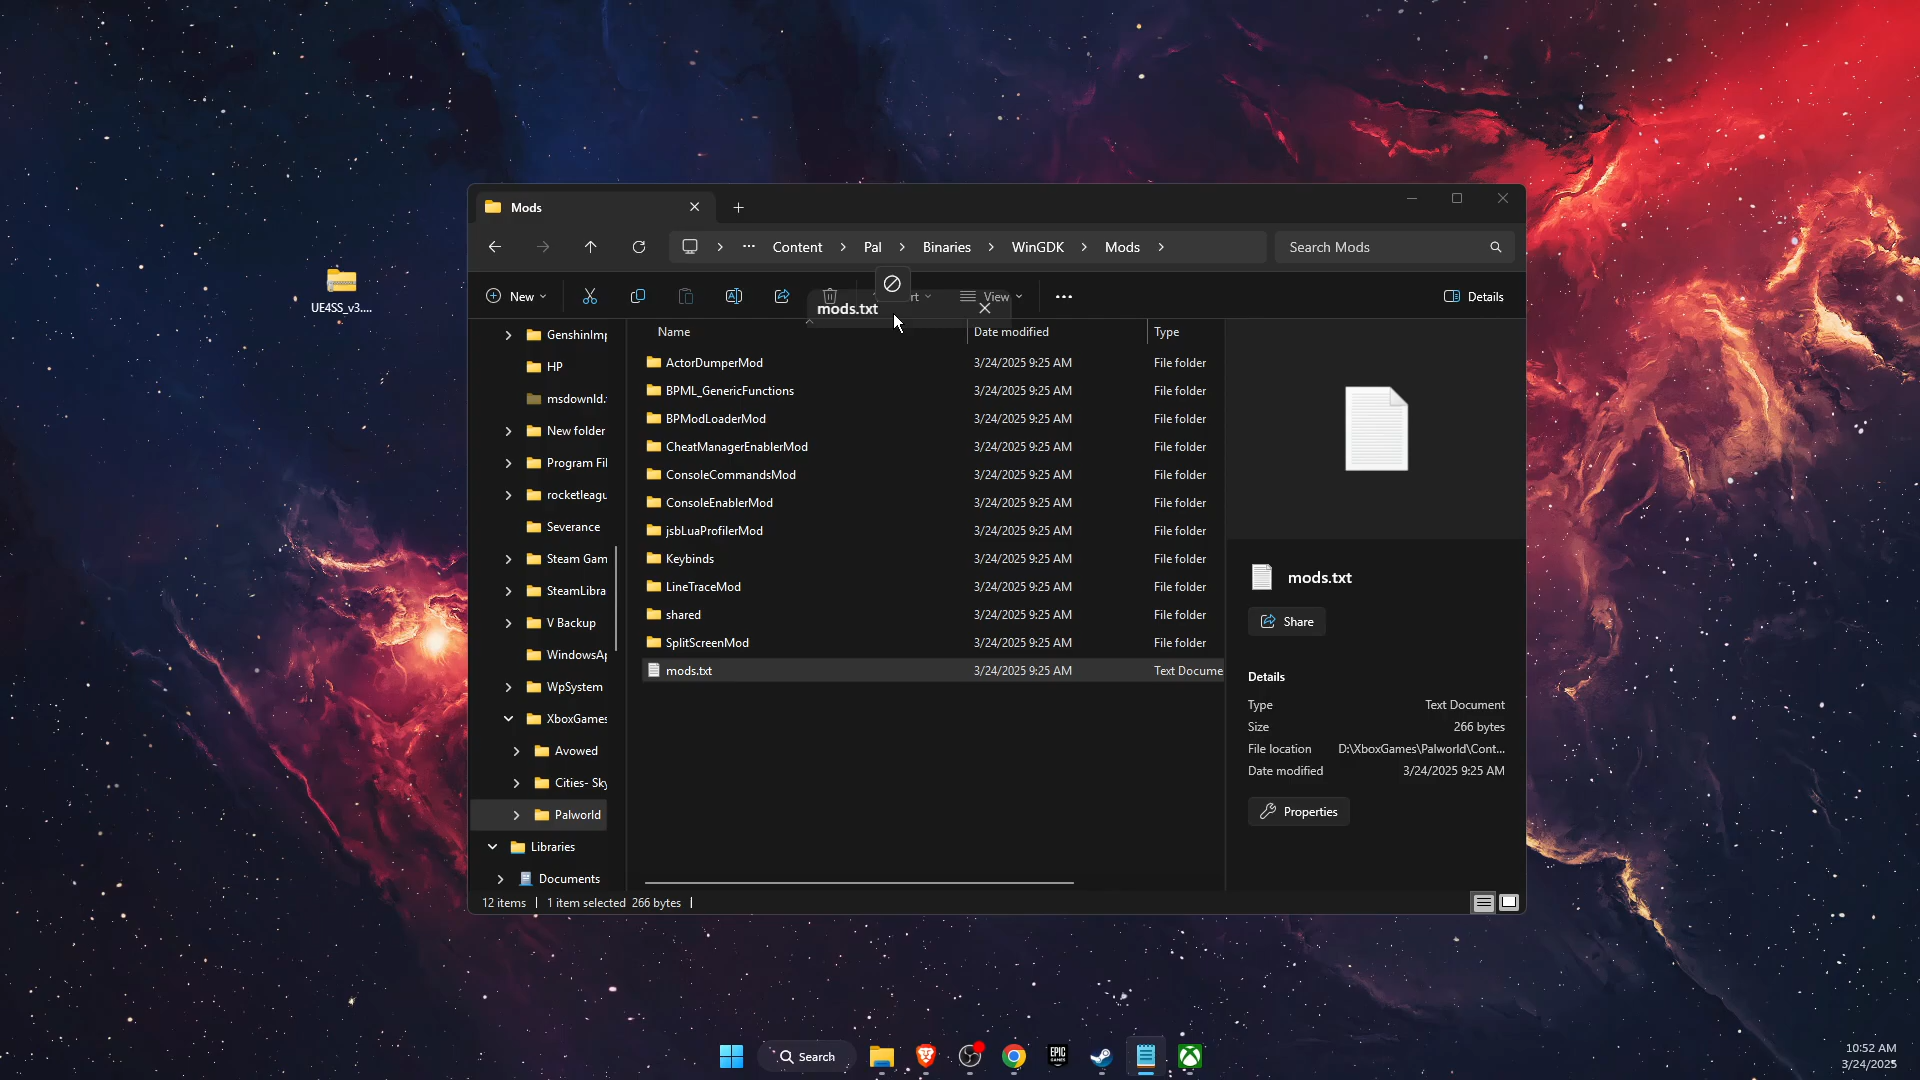 UE4SS_v3....
Mods
Content
Pal
Binaries
WinGDK
Mods
Search Mods
New
rt
View
Details
mods.txt
Name
Date modified
Type
GenshinImp
HP
msdownld.
New folder
Program Fil
rocketleagu
Severance
Steam Gam
SteamLibra
V Backup
WindowsAp
WpSystem
XboxGames
Avowed
Cities- Sky
Palworld
Libraries
Documents
ActorDumperMod 3/24/2025 9:25 AM File folder
BPML_GenericFunctions 3/24/2025 9:25 AM File folder
BPModLoaderMod 3/24/2025 9:25 AM File folder
CheatManagerEnablerMod 3/24/2025 9:25 AM File folder
ConsoleCommandsMod 3/24/2025 9:25 AM File folder
ConsoleEnablerMod 3/24/2025 9:25 AM File folder
jsbLuaProfilerMod 3/24/2025 9:25 AM File folder
Keybinds 3/24/2025 9:25 AM File folder
LineTraceMod 3/24/2025 9:25 AM File folder
shared 3/24/2025 9:25 AM File folder
SplitScreenMod 3/24/2025 9:25 AM File folder
mods.txt 3/24/2025 9:25 AM Text Docume
mods.txt
Share
Details
Type Text Document
Size 266 bytes
File location D:\XboxGames\Palworld\Cont...
Date modified 3/24/2025 9:25 AM
Properties
12 items
1 item selected 266 bytes
Search
EPIC
GAMES
10:52 AM
3/24/2025